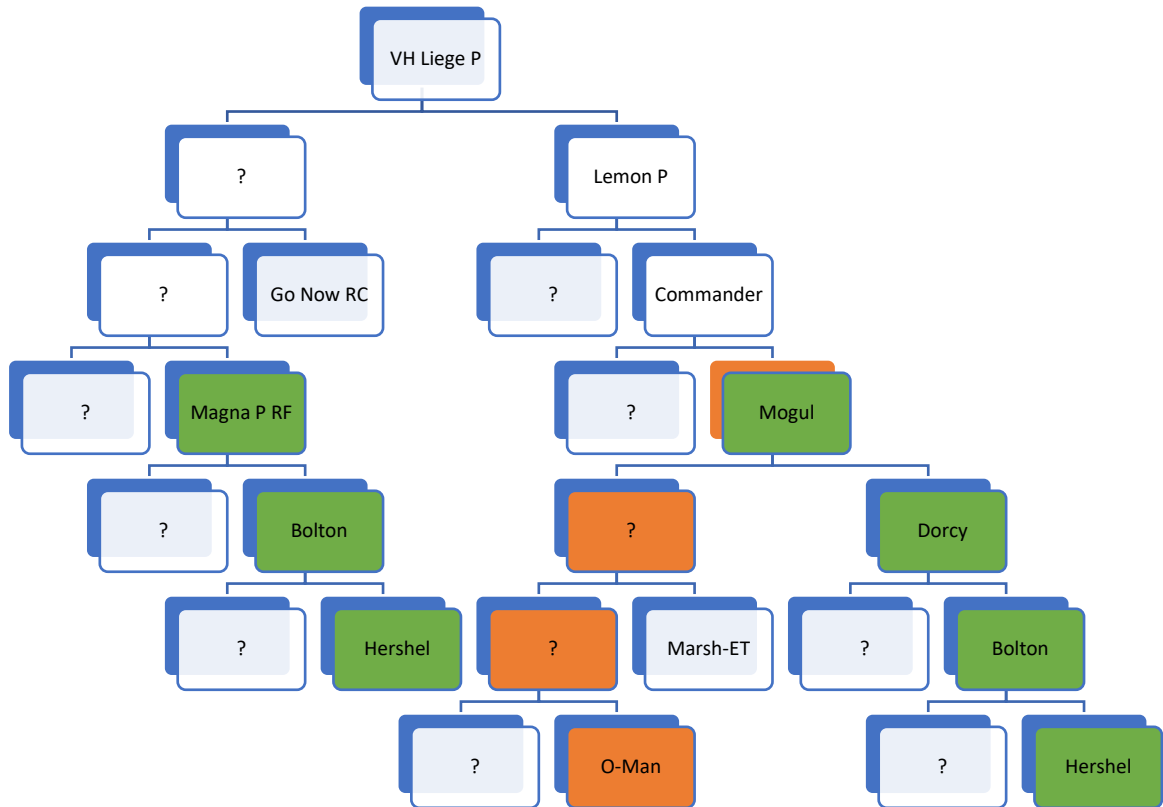 VH Liege P
?
Lemon P
?
Go Now RC
?
Commander
?
Magna P RF
?
Mogul
?
Bolton
?
Dorcy
?
Hershel
?
Marsh-ET
?
Bolton
?
O-Man
?
Hershel